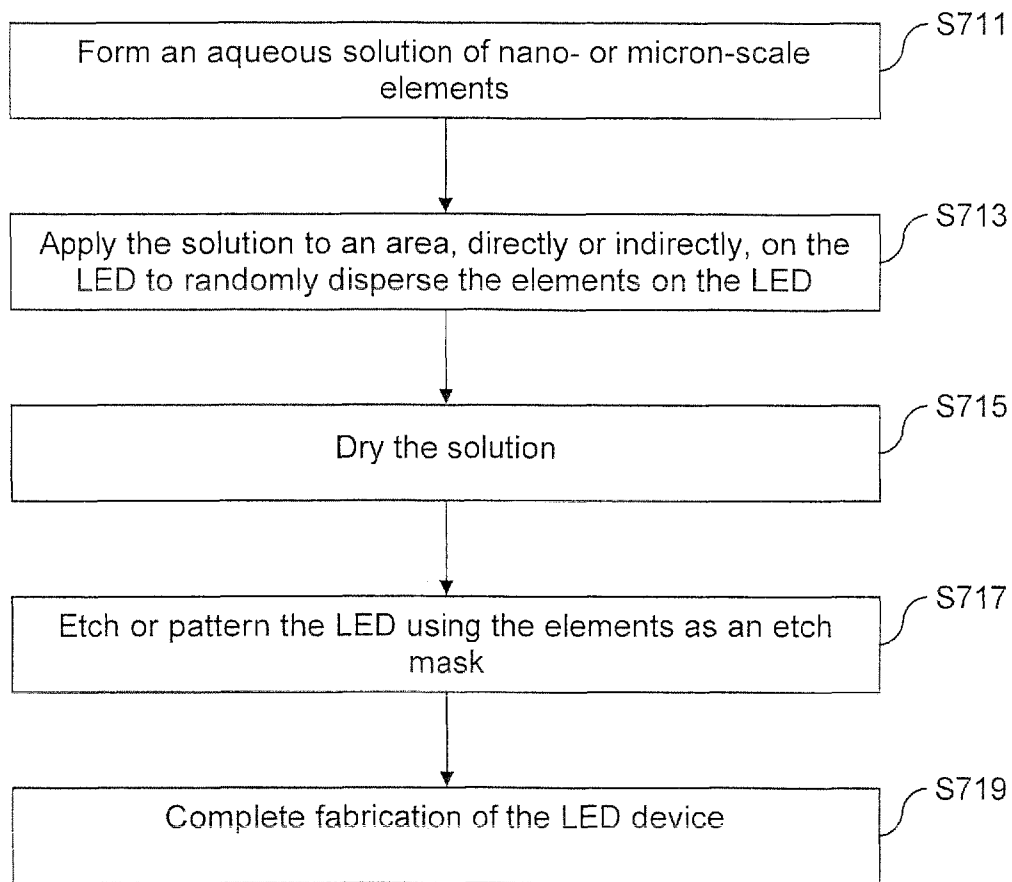 S711
Form an aqueous solution of nano- or micron-scale
elements
S713
Apply the solution to an area, directly or indirectly, on the
LED to randomly disperse the elements on the LED
S715
Dry the solution
S717
Etch or pattern the LED using the elements as an etch
mask
S719
Complete fabrication of the LED device